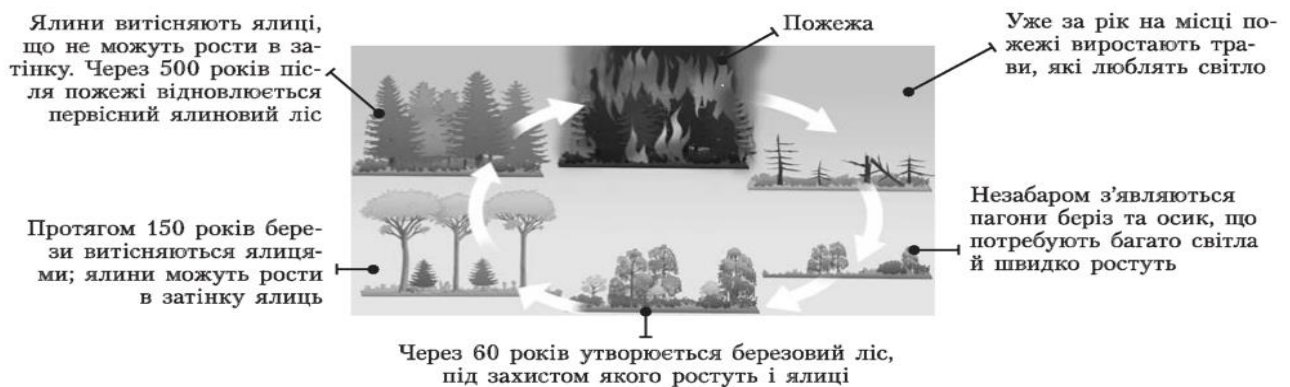 Ялини витісняють ялиці,
що не можуть рости в за-
тінку. Через 500 років піс-
ля пожежі відновлюється
первісний ялиновий ліс
Пожежа
Уже за рік на місці по-
жежі виростають тра-
ви, які люблять світло
Незабаром з'являються
пагони беріз та осик, що
потребують багато світла
й швидко ростуть
Протягом 150 років бере-
зи витісняються ялиця-
ми; ялини можуть рости
в затінку ялиць
Через 60 років утворюється березовий ліс,
під захистом якого ростуть і ялиці